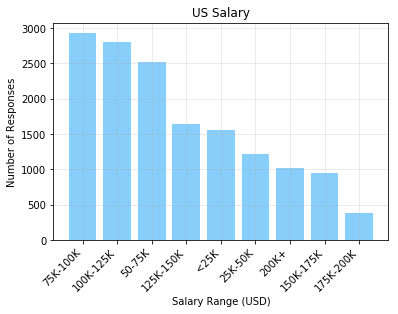 US Salary
Number of Responses
3000
2500
2000
1500
1000
500
0
75K-100K
100K-125K
50-75K
125K-150K
<25K
25K-50K
200K+
150K-175K
175K-200K
Salary Range (USD)